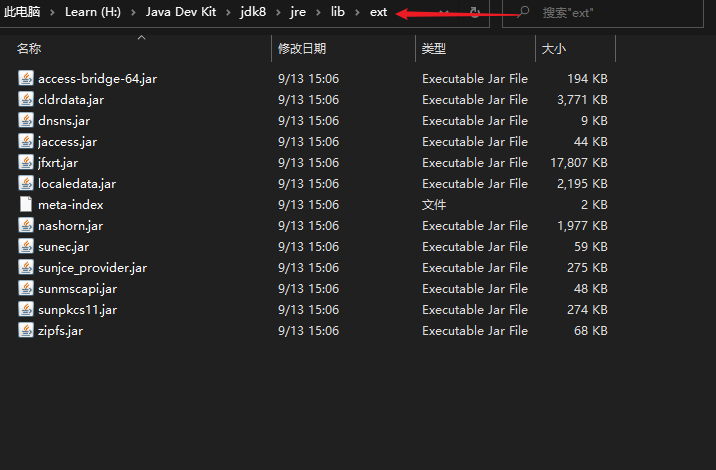 此电脑 › Learn (H:) › Java Dev Kit › jdk8 › jre › lib › ext 搜索"ext"
名称 修改日期 类型 大小
access-bridge-64.jar 9/13 15:06 Executable Jar File 194 KB
cldrdata.jar 9/13 15:06 Executable Jar File 3,771 KB
dnsns.jar 9/13 15:06 Executable Jar File 9 KB
jaccess.jar 9/13 15:06 Executable Jar File 44 KB
jfxrt.jar 9/13 15:06 Executable Jar File 17,807 KB
localedata.jar 9/13 15:06 Executable Jar File 2,195 KB
meta-index 9/13 15:06 文件 2 KB
nashorn.jar 9/13 15:06 Executable Jar File 1,977 KB
sunec.jar 9/13 15:06 Executable Jar File 59 KB
sunjce_provider.jar 9/13 15:06 Executable Jar File 275 KB
sunmscapi.jar 9/13 15:06 Executable Jar File 48 KB
sunpkcs11.jar 9/13 15:06 Executable Jar File 274 KB
zipfs.jar 9/13 15:06 Executable Jar File 68 KB